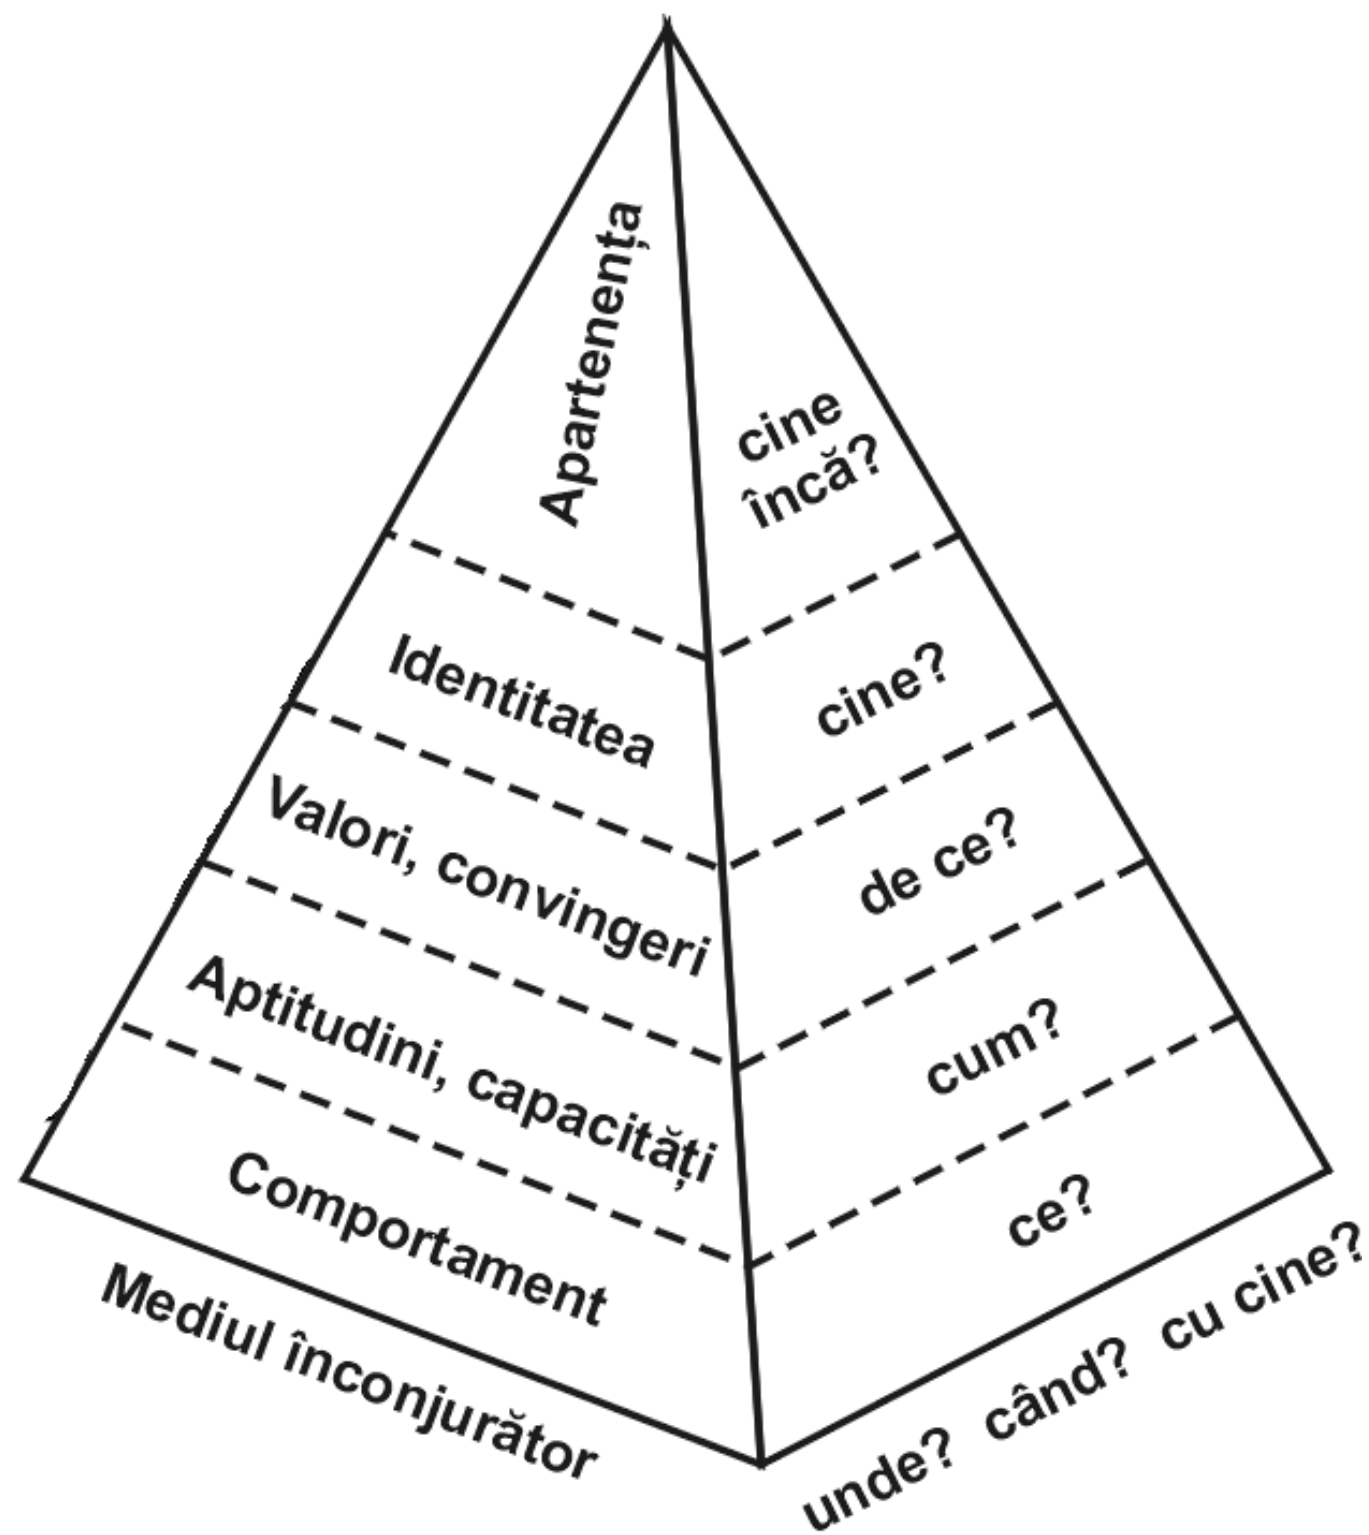 Apartenența
cine
încă?
Identitatea
cine?
Valori, convingeri
de ce?
Aptitudini, capacități
cum?
Comportament
ce?
Mediul înconjurător
unde? când? cu cine?